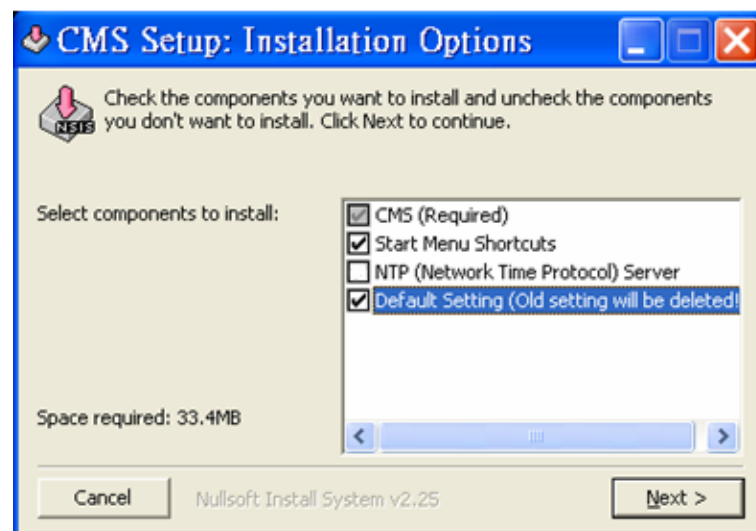 CMS Setup: Installation Options
Check the components you want to install and uncheck the components
you don't want to install. Click Next to continue.
NSIS
Select components to install:
CMS (Required)
Start Menu Shortcuts
NTP (Network Time Protocol) Server
Default Setting (Old setting will be deleted!
Space required: 33.4MB
Cancel
Nullsoft Install System v2.25
Next >